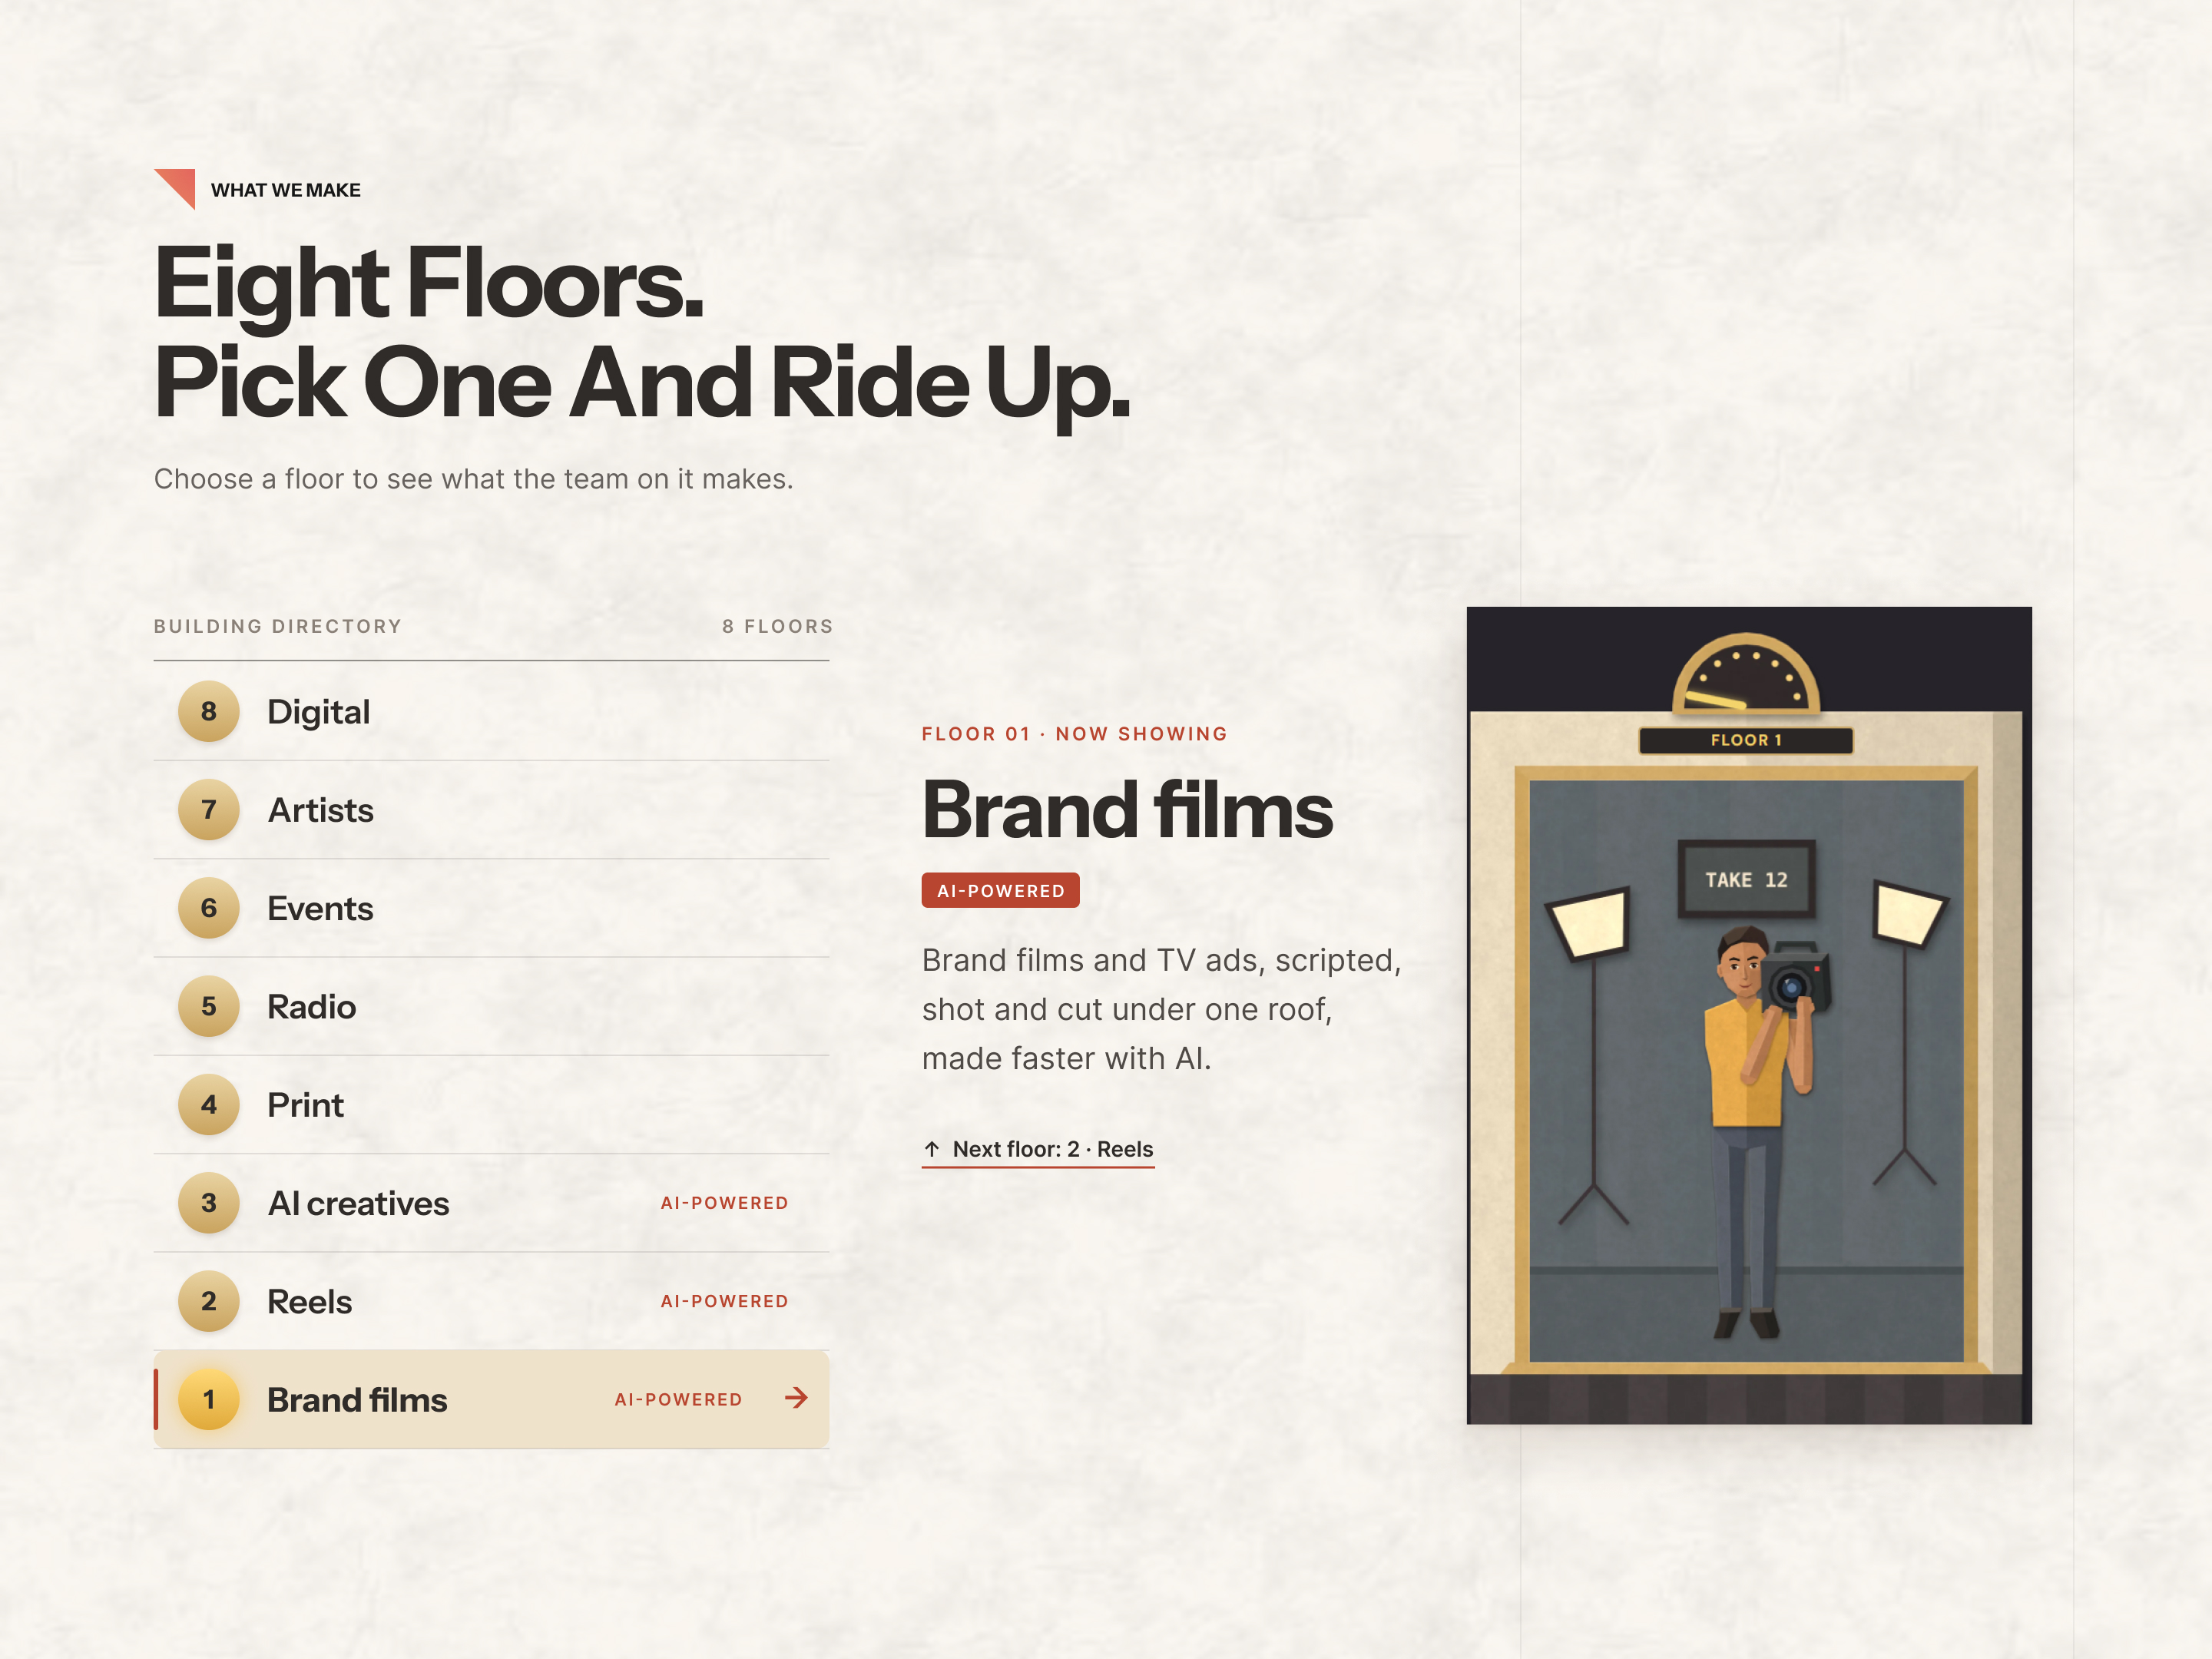 WHAT WE MAKE
Eight Floors.
Pick One And Ride Up.
Choose a floor to see what the team on it makes.
BUILDING DIRECTORY
8 FLOORS
8 Digital
7 Artists
6 Events
5 Radio
4 Print
3 AI creatives AI-POWERED
2 Reels AI-POWERED
1 Brand films AI-POWERED →
FLOOR 01 · NOW SHOWING
Brand films
AI-POWERED
Brand films and TV ads, scripted,
shot and cut under one roof,
made faster with AI.
↑ Next floor: 2 · Reels
FLOOR 1
TAKE 12